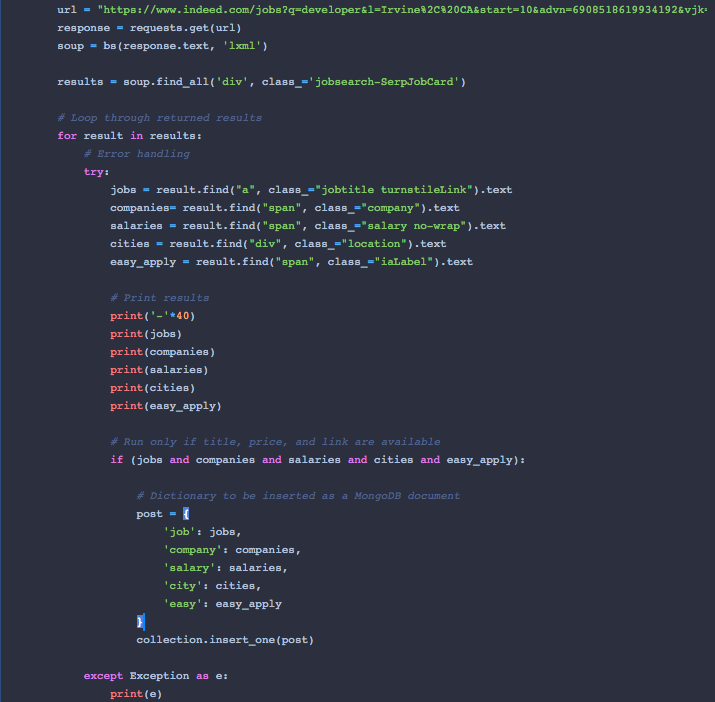 url = "https://www.indeed.com/jobs?q=developer&l=Irvine%2C%20CA&start=10&advn=6908518619934192&vjk
response = requests.get(url)
soup = bs(response.text, 'lxml')
results = soup.find_all('div', class_='jobsearch-SerpJobCard')
# Loop through returned results
for result in results:
# Error handling
try:
jobs = result.find("a", class_="jobtitle turnstileLink").text
companies= result.find("span", class_="company").text
salaries = result.find("span", class_="salary no-wrap").text
cities = result.find("div", class_="location").text
easy_apply = result.find("span", class_="iaLabel").text
# Print results
print('-'*40)
print(jobs)
print(companies)
print(salaries)
print(cities)
print(easy_apply)
# Run only if title, price, and link are available
if (jobs and companies and salaries and cities and easy_apply):
# Dictionary to be inserted as a MongoDB document
post = {
'job': jobs,
'company': companies,
'salary': salaries,
'city': cities,
'easy': easy_apply
}
collection.insert_one(post)
except Exception as e:
print(e)